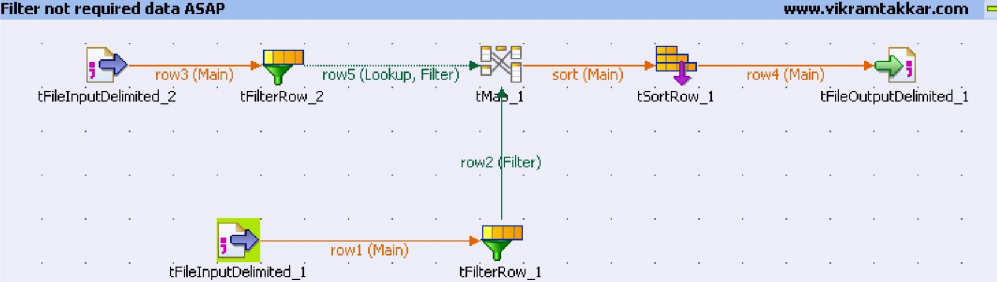 Filter not required data ASAP
www.vikramtakkar.com
row3 (Main)
row5 (Lookup, Filter)
sort (Main)
row4 (Main)
tFileInputDelimited_2
tFilterRow_2
tMap_1
tSortRow_1
tFileOutputDelimited_1
row2 (Filter)
row1 (Main)
tFileInputDelimited_1
tFilterRow_1